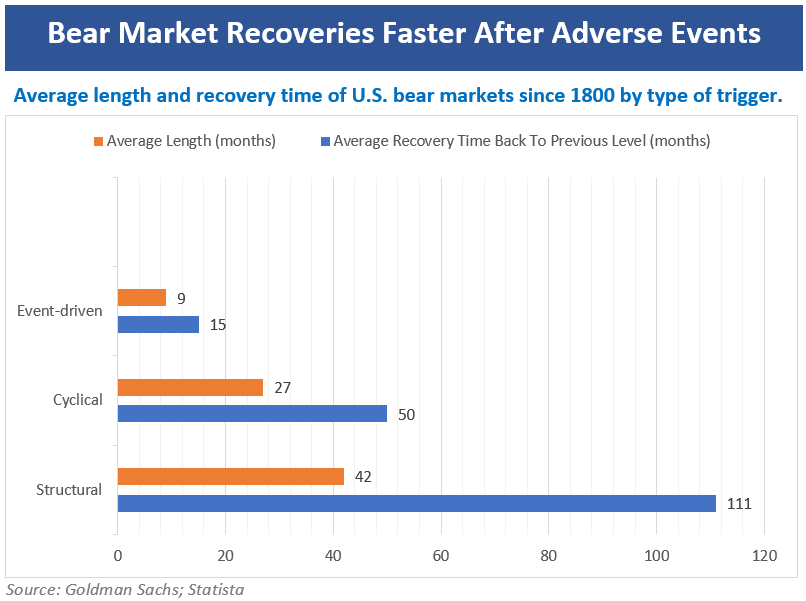 Bear Market Recoveries Faster After Adverse Events
Average length and recovery time of U.S. bear markets since 1800 by type of trigger.
Average Length (months) Average Recovery Time Back To Previous Level (months)
Event-driven
9
15
Cyclical
27
50
Structural
42
111
0 20 40 60 80 100 120
Source: Goldman Sachs; Statista